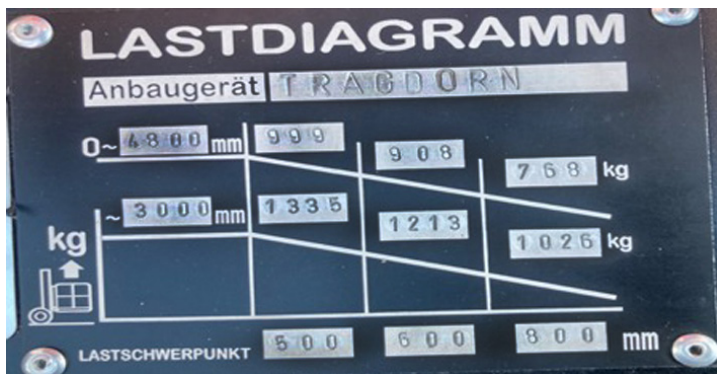 LASTDIAGRAMM
Anbaugerät TRAGDORN
0~ 4800 mm 999 908 768 kg
~ 3000 mm 1335 1213 1026 kg
kg
LASTSCHWERPUNKT 500 600 800 mm